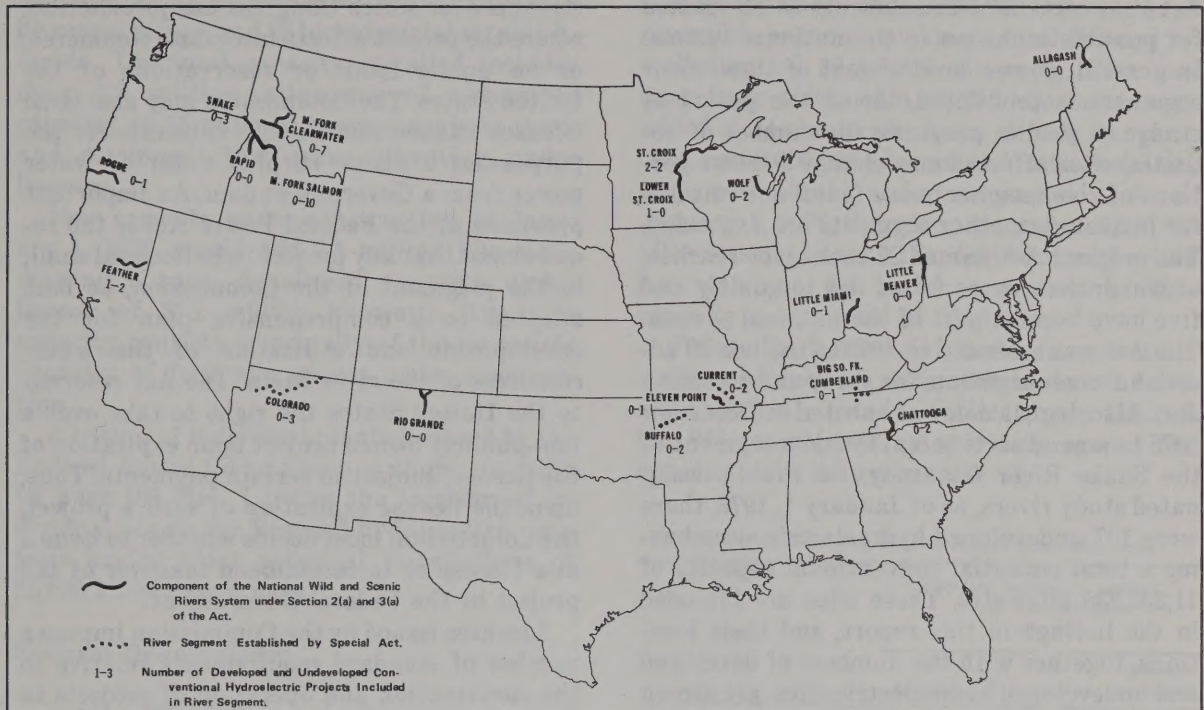 ALLAGASH
0-0
SNAKE
0-3
M. FORK
CLEARWATER
0-7
RAPID
0-0
M. FORK SALMON
0-10
ROGUE
0-1
FEATHER
1-2
ST. CROIX
2-2
LOWER
ST. CROIX
1-0
WOLF
0-2
LITTLE
BEAVER
0-0
LITTLE MIAMI
0-1
BIG SO. FK.
CUMBERLAND
0-1
CURRENT
0-2
ELEVEN POINT
0-1
BUFFALO
0-2
CHATTOOGA
0-2
COLORADO
0-3
RIO GRANDE
0-0
Component of the National Wild and Scenic
Rivers System under Section 2(a) and 3(a)
of the Act.
River Segment Established by Special Act.
1-3 Number of Developed and Undeveloped Con-
ventional Hydroelectric Projects Included
in River Segment.